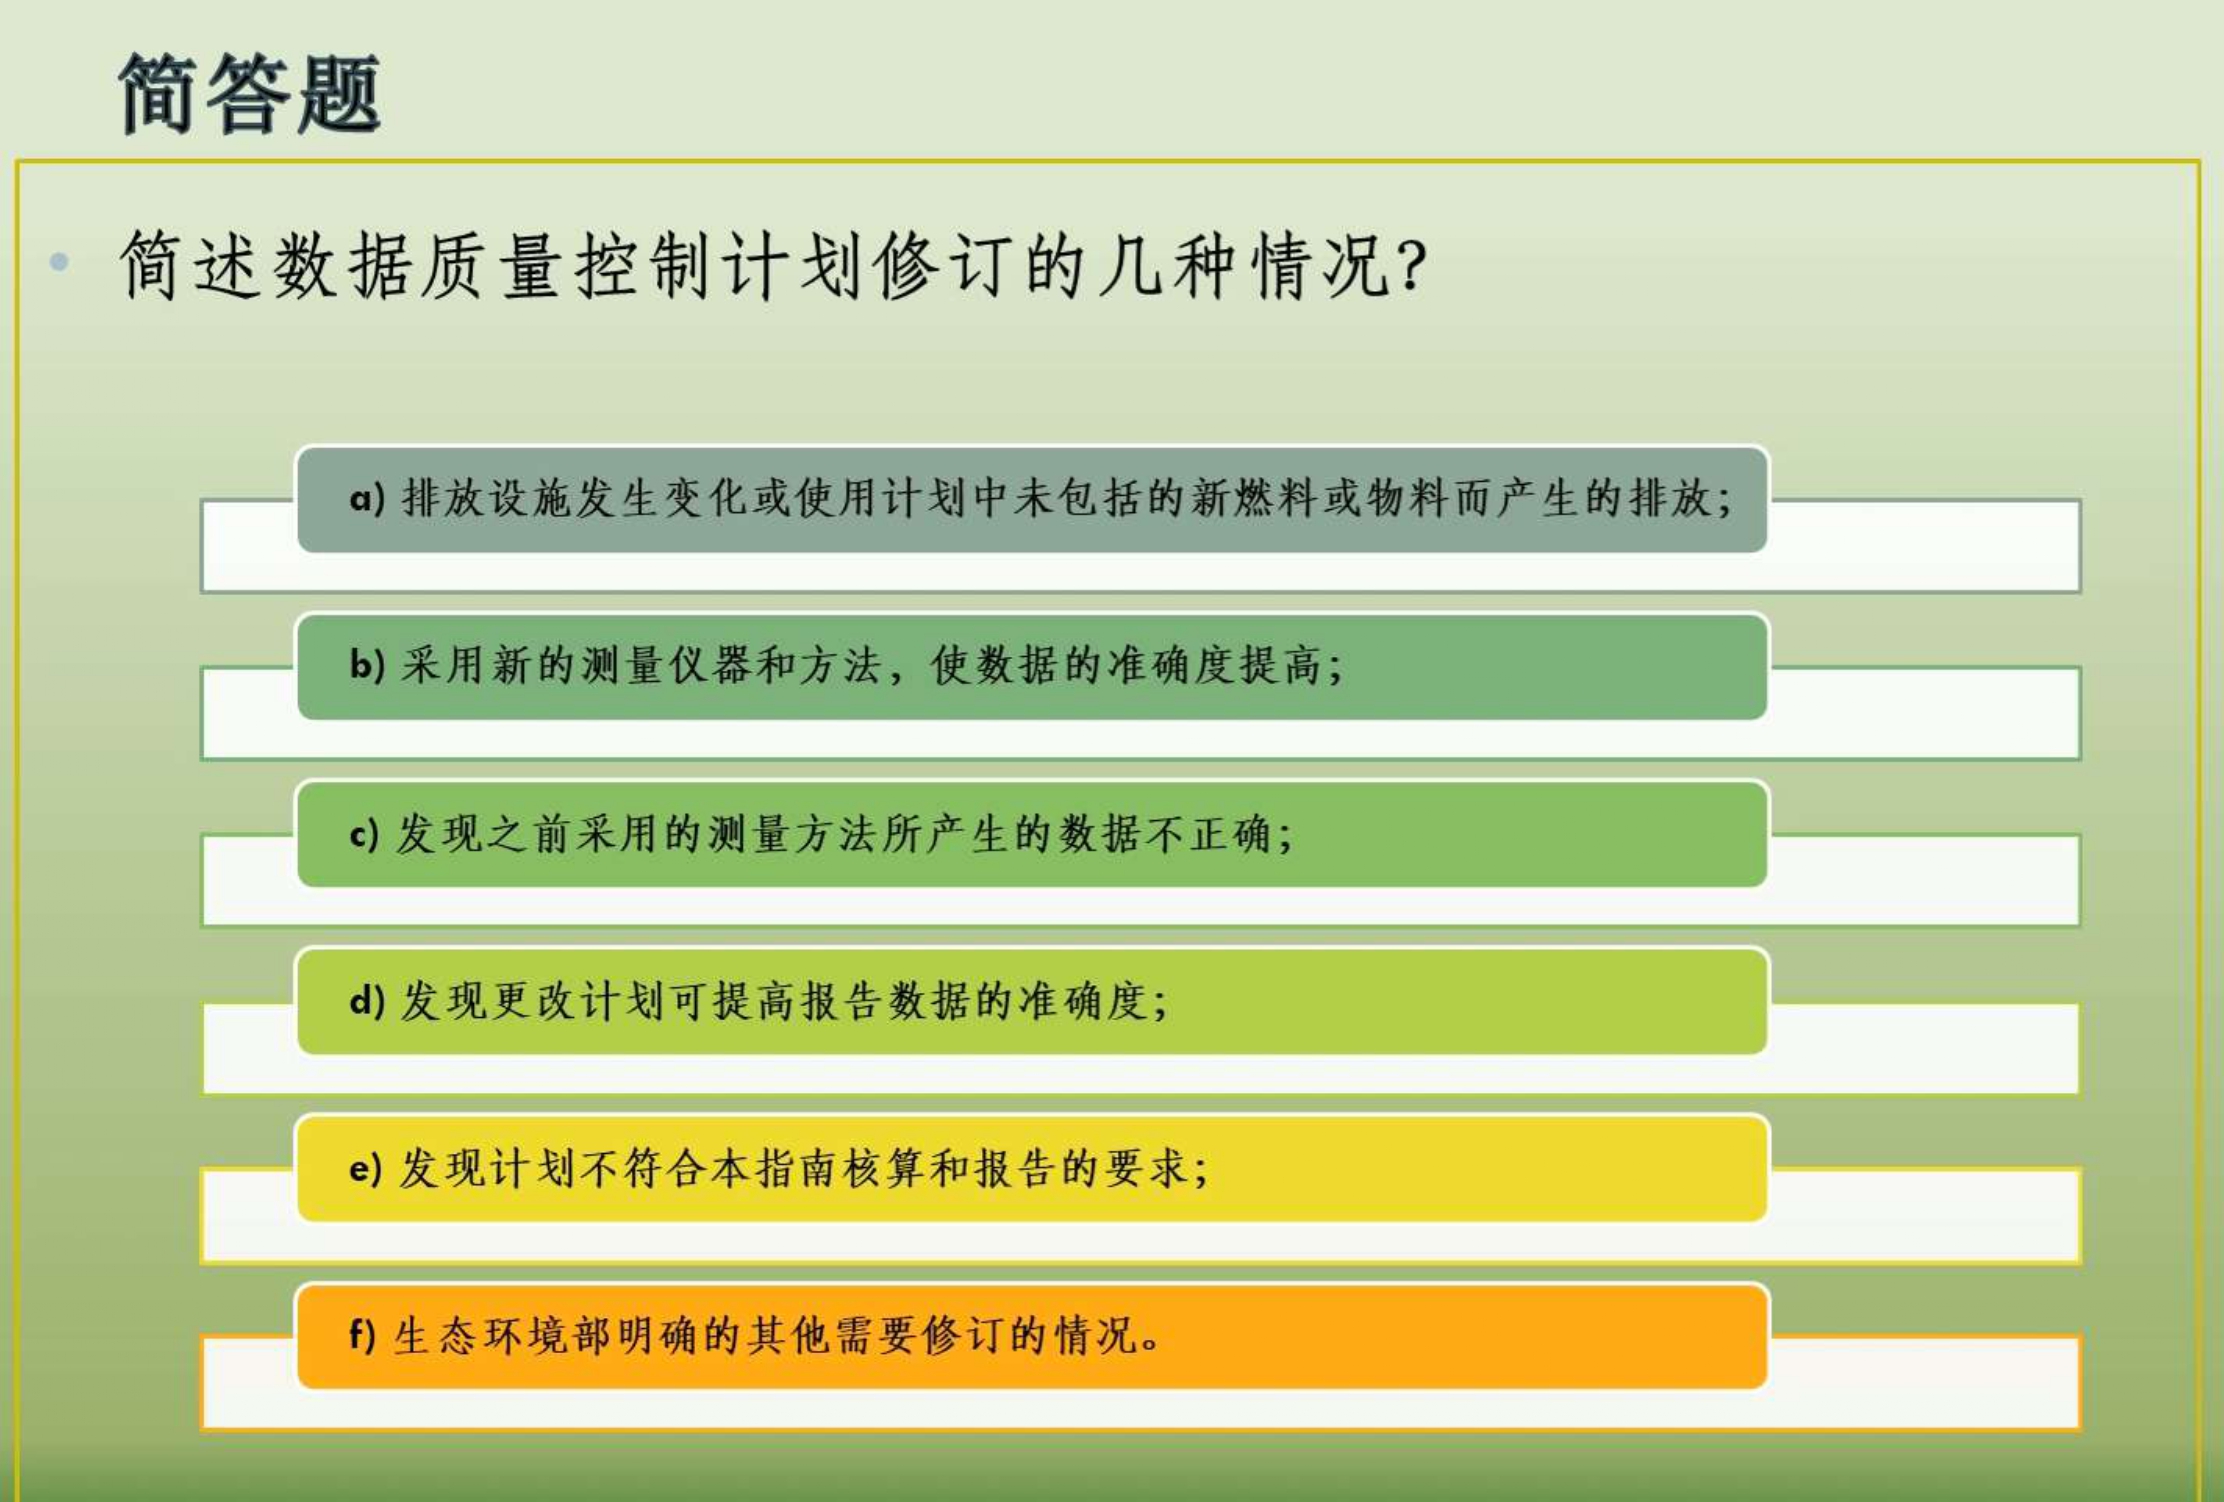 简答题
• 简述数据质量控制计划修订的几种情况?
a) 排放设施发生变化或使用计划中未包括的新燃料或物料而产生的排放;
b) 采用新的测量仪器和方法，使数据的准确度提高;
c) 发现之前采用的测量方法所产生的数据不正确;
d) 发现更改计划可提高报告数据的准确度;
e) 发现计划不符合本指南核算和报告的要求;
f) 生态环境部明确的其他需要修订的情况。